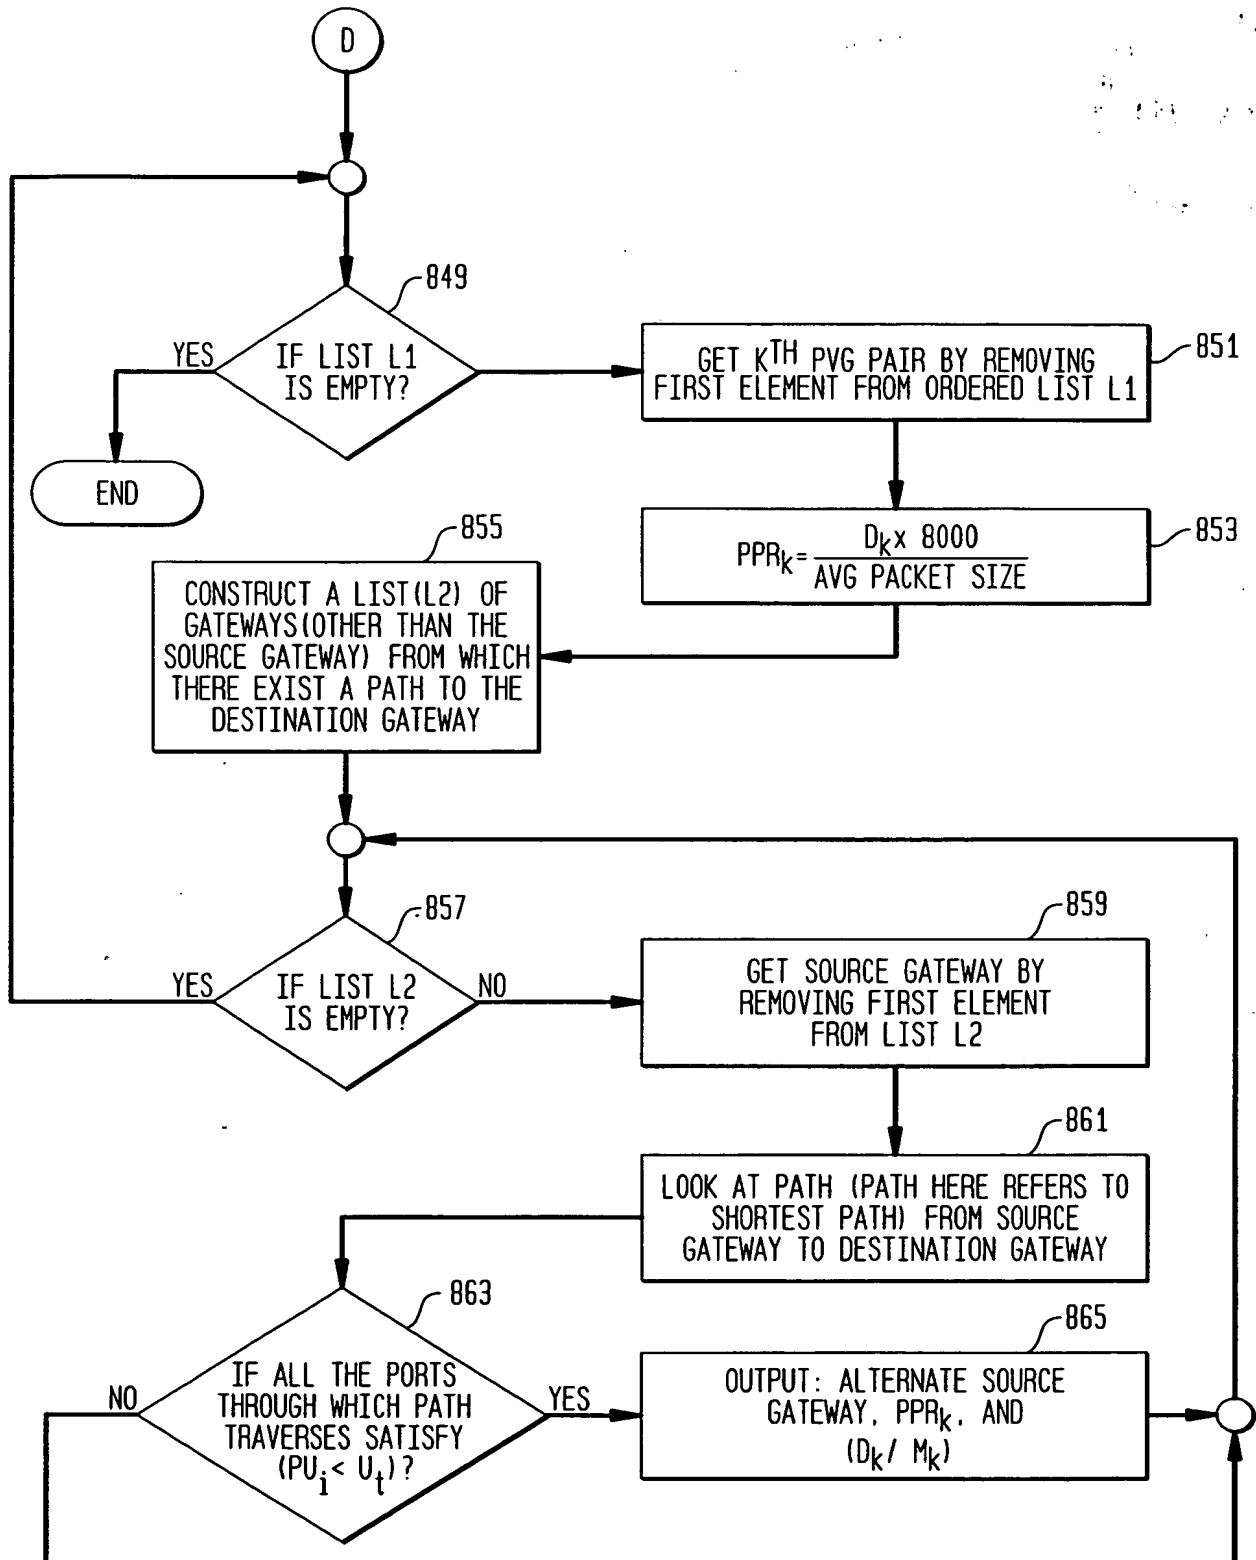 D
849
YES
IF LIST L1
IS EMPTY?
END
GET KTH PVG PAIR BY REMOVING
FIRST ELEMENT FROM ORDERED LIST L1
851
PPRk= Dk x 8000
AVG PACKET SIZE
853
855
CONSTRUCT A LIST(L2) OF
GATEWAYS(OTHER THAN THE
SOURCE GATEWAY) FROM WHICH
THERE EXIST A PATH TO THE
DESTINATION GATEWAY
857
YES
IF LIST L2
IS EMPTY?
NO
859
GET SOURCE GATEWAY BY
REMOVING FIRST ELEMENT
FROM LIST L2
861
LOOK AT PATH (PATH HERE REFERS TO
SHORTEST PATH) FROM SOURCE
GATEWAY TO DESTINATION GATEWAY
863
NO
IF ALL THE PORTS
THROUGH WHICH PATH
TRAVERSES SATISFY
(PUi< Ut)?
YES
865
OUTPUT: ALTERNATE SOURCE
GATEWAY, PPRk, AND
(Dk/ Mk)